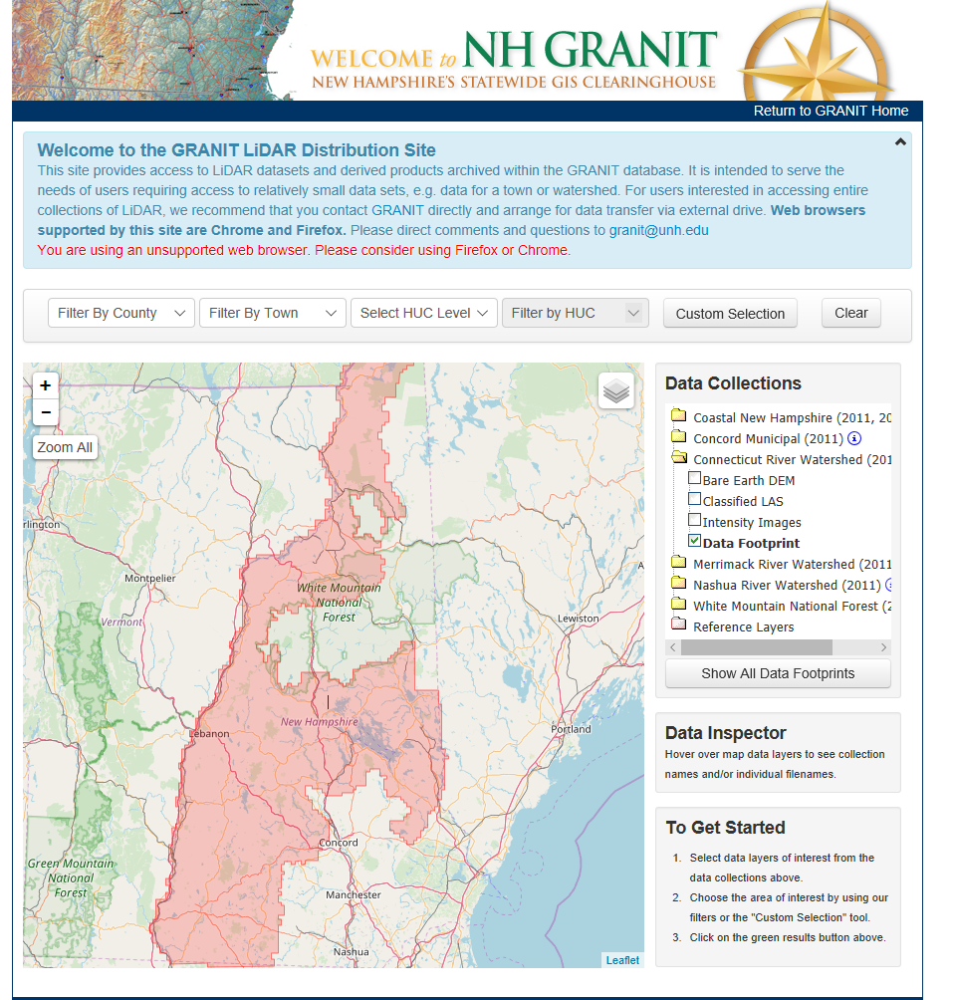 WELCOME to NH GRANIT
NEW HAMPSHIRE'S STATEWIDE GIS CLEARINGHOUSE
Return to GRANIT Home
Welcome to the GRANIT LiDAR Distribution Site
This site provides access to LiDAR datasets and derived products archived within the GRANIT database. It is intended to serve the
needs of users requiring access to relatively small data sets, e.g. data for a town or watershed. For users interested in accessing entire
collections of LiDAR, we recommend that you contact GRANIT directly and arrange for data transfer via external drive. Web browsers
supported by this site are Chrome and Firefox. Please direct comments and questions to granit@unh.edu
You are using an unsupported web browser. Please consider using Firefox or Chrome.
Filter By County Filter By Town Select HUC Level Filter by HUC Custom Selection Clear
+
−
Zoom All
rlington
Montpelier
Vermont
White Mountain
National
Forest
Lewiston
A
New Hampshire
Lebanon
Portland
Concord
Green Mountain
National
Forest
Manchester
Nashua
Leaflet
Data Collections
Coastal New Hampshire (2011, 20
Concord Municipal (2011) i
Connecticut River Watershed (201
Bare Earth DEM
Classified LAS
Intensity Images
Data Footprint
Merrimack River Watershed (2011
Nashua River Watershed (2011)
White Mountain National Forest (2
Reference Layers
Show All Data Footprints
Data Inspector
Hover over map data layers to see collection
names and/or individual filenames.
To Get Started
1. Select data layers of interest from the
data collections above.
2. Choose the area of interest by using our
filters or the "Custom Selection" tool.
3. Click on the green results button above.